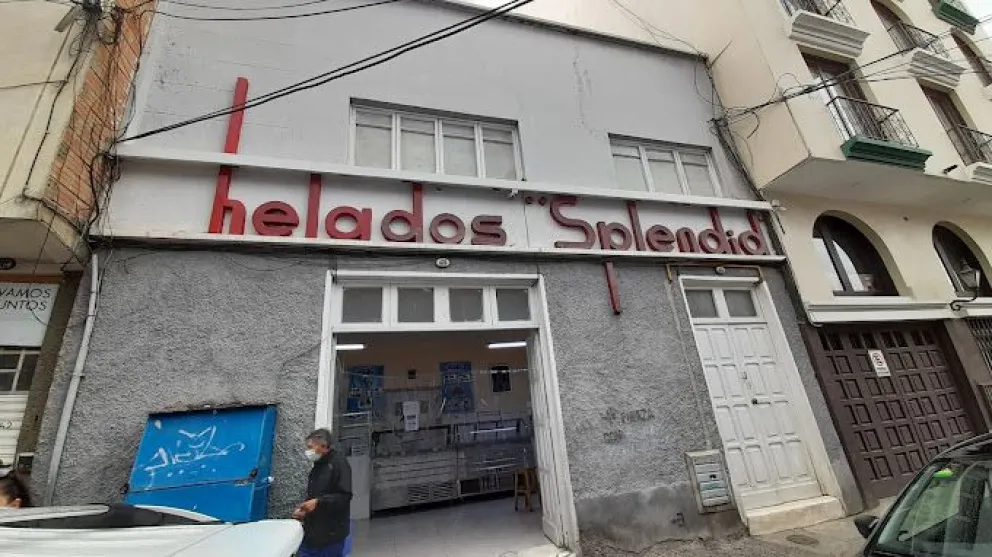 helados "Splendid
VAMOS
JUNTOS